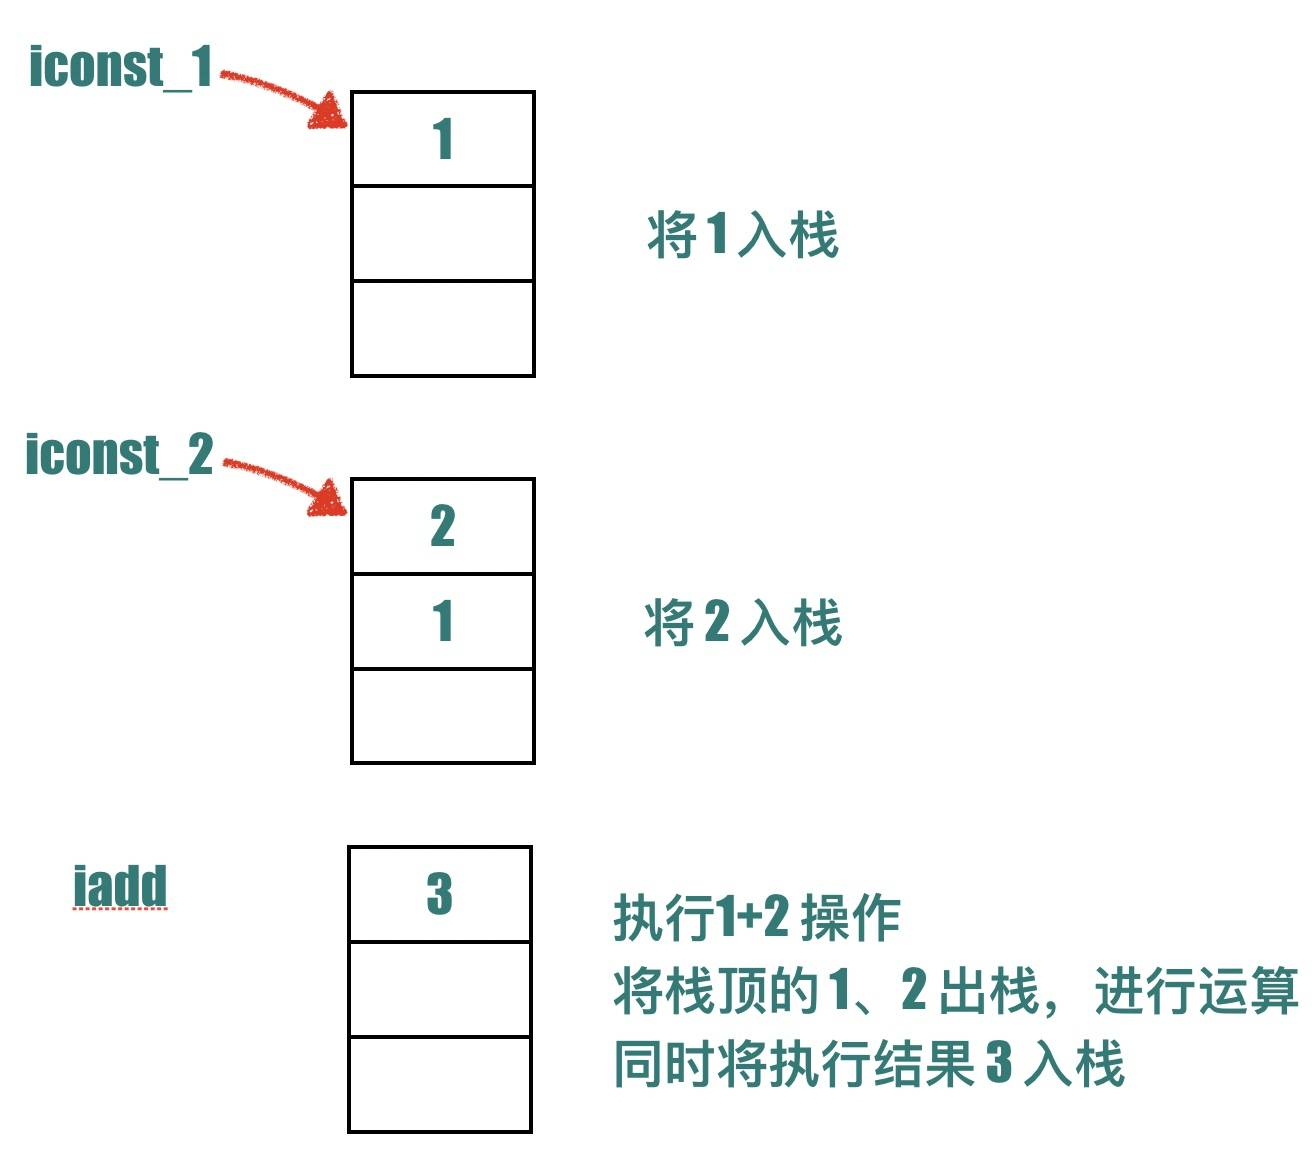 iconst_1
1
将 1 入栈
iconst_2
2
1
将 2 入栈
iadd
3
执行1+2 操作
将栈顶的 1、2 出栈，进行运算
同时将执行结果 3 入栈